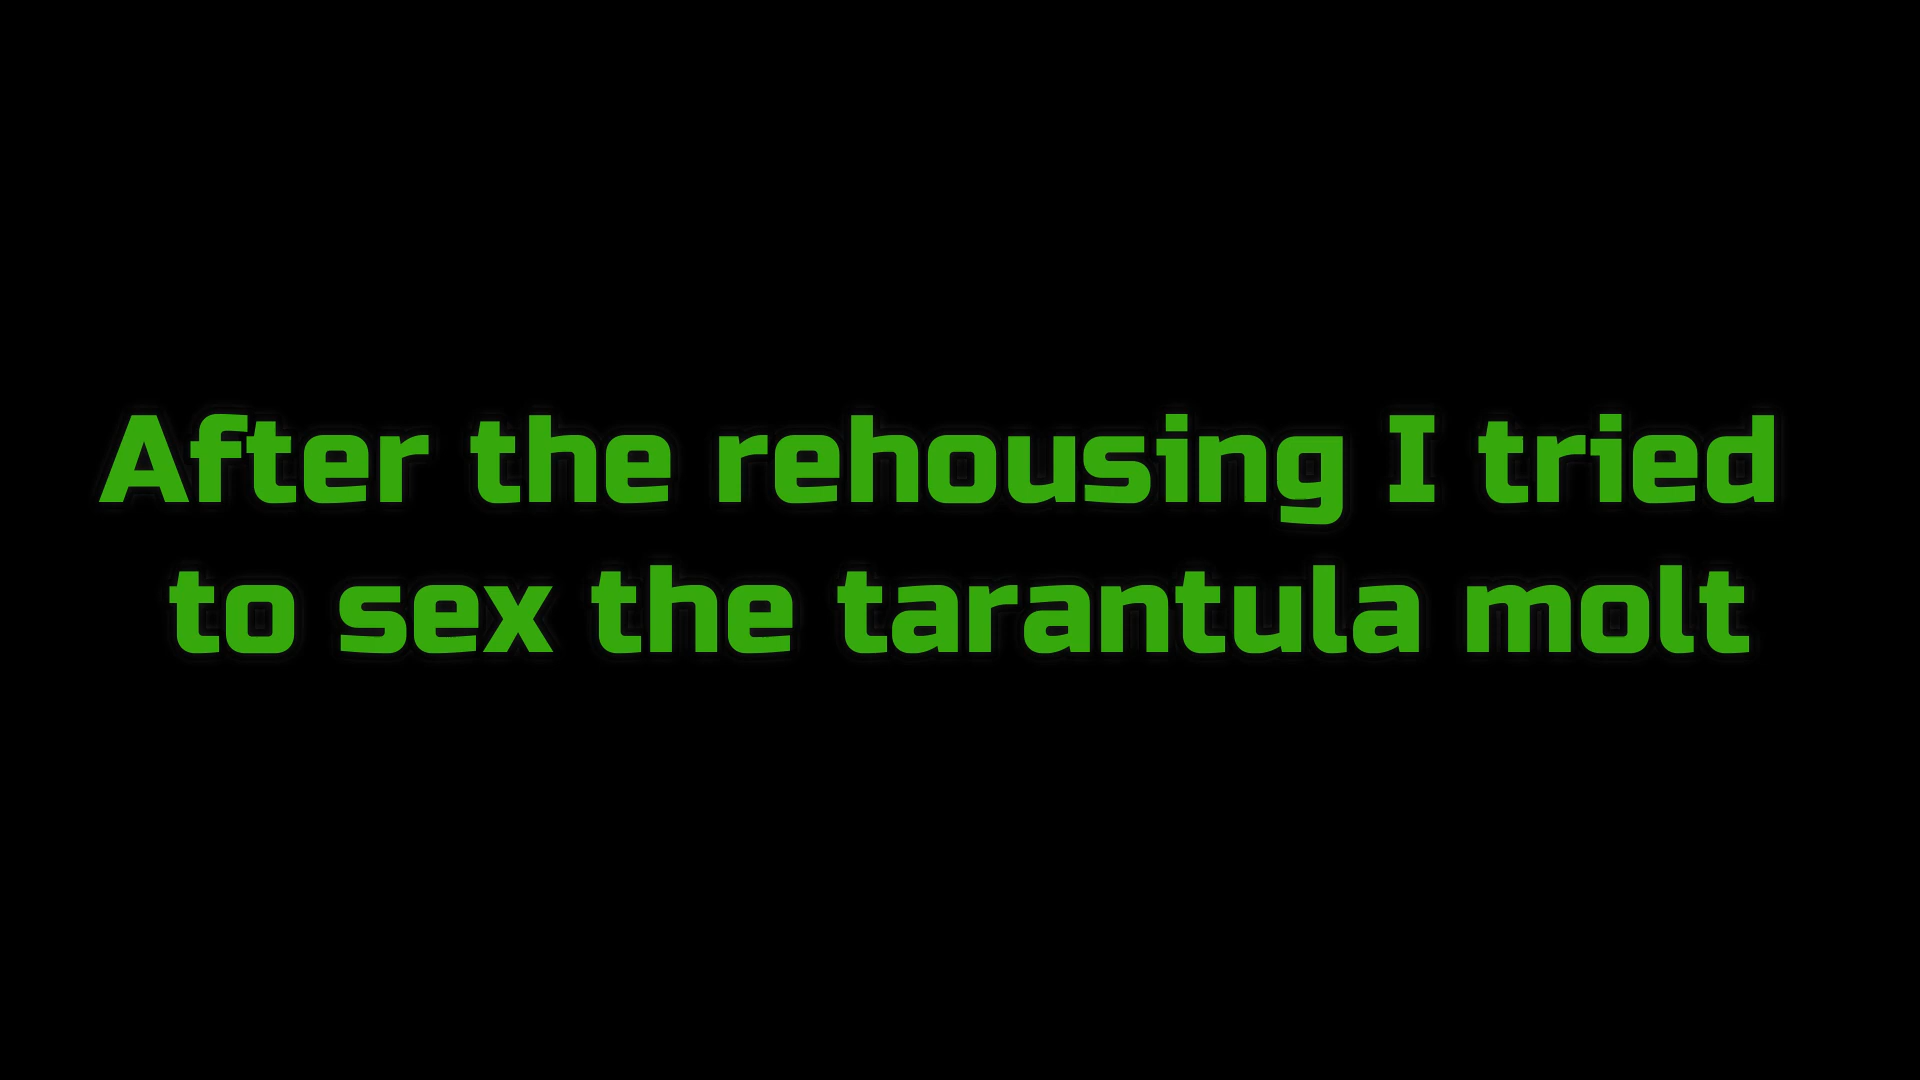 After the rehousing I tried
to sex the tarantula molt